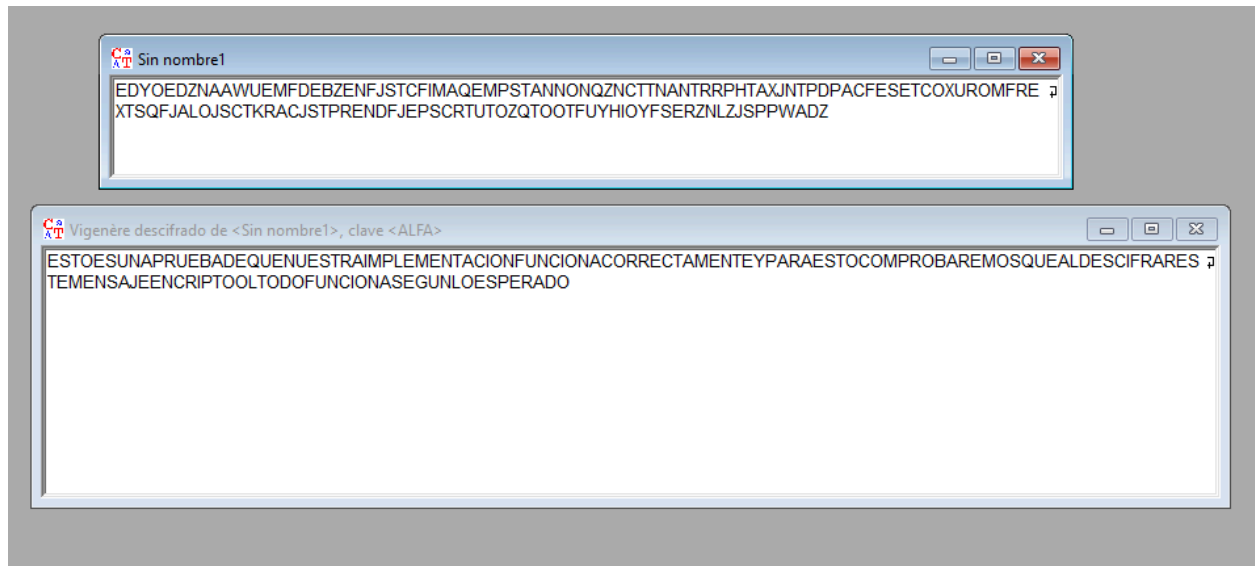 Sin nombre1
EDYOEDZNAAWUEMFDEBZENFJSTCFIMAQEMPSTANNONQZNCTTNANTRRPHTAXJNTPDPACFESETCOXUROMFRE
XTSQFJALOJSCTKRACJSTPRENDFJEPSCRTUTOZQTOOTFUYHIOYFSERZNLZJSPPWADZ
Vigenère descifrado de <Sin nombre1>, clave <ALFA>
ESTOESUNAPRUEBADEQUENUESTRAIMPLEMENTACIONFUNCIONACORRECTAMENTEYPARAESTOCOMPROBAREMOSQUEALDESCIFRARES
TEMENSAJEENCRIPTOOLTODOFUNCIONASEGUNLOESPERADO